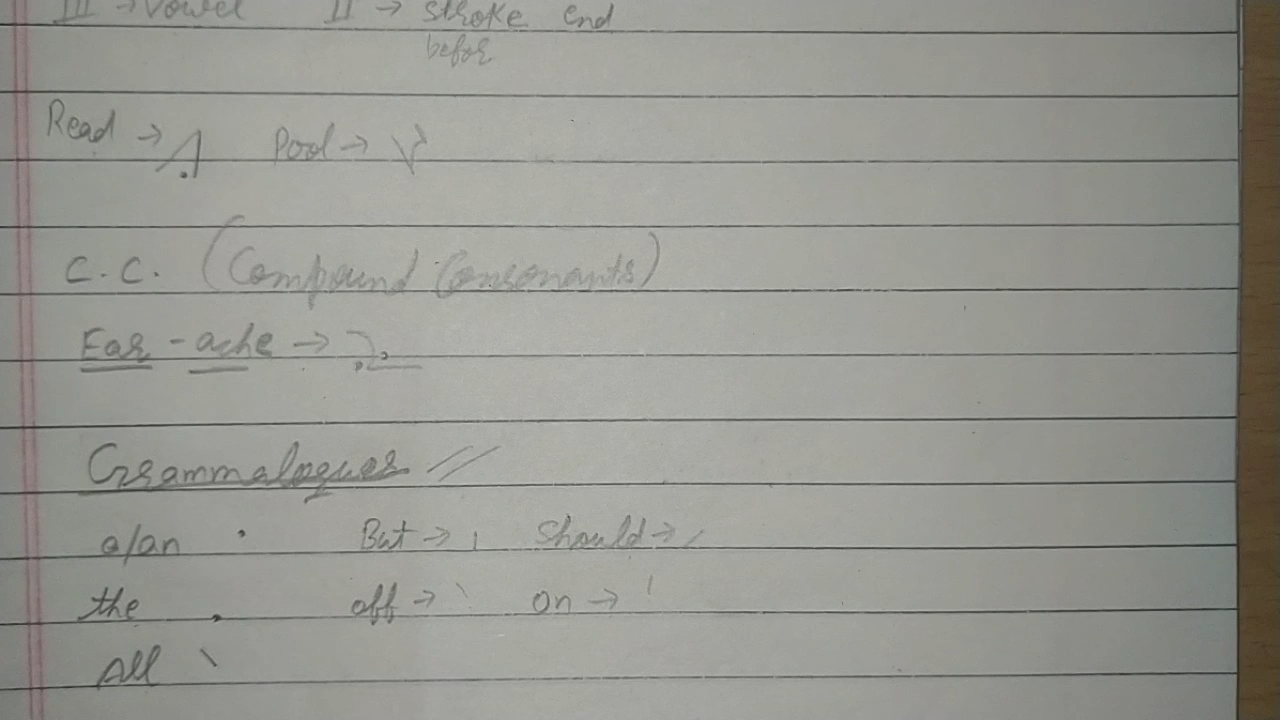 III → Vowel II → stroke end
befor
Read → Pool →
C.C. (Compound Consonants)
Ear - ache →
Grammalogues //
a/an . But → Should →
the . off → on →
All